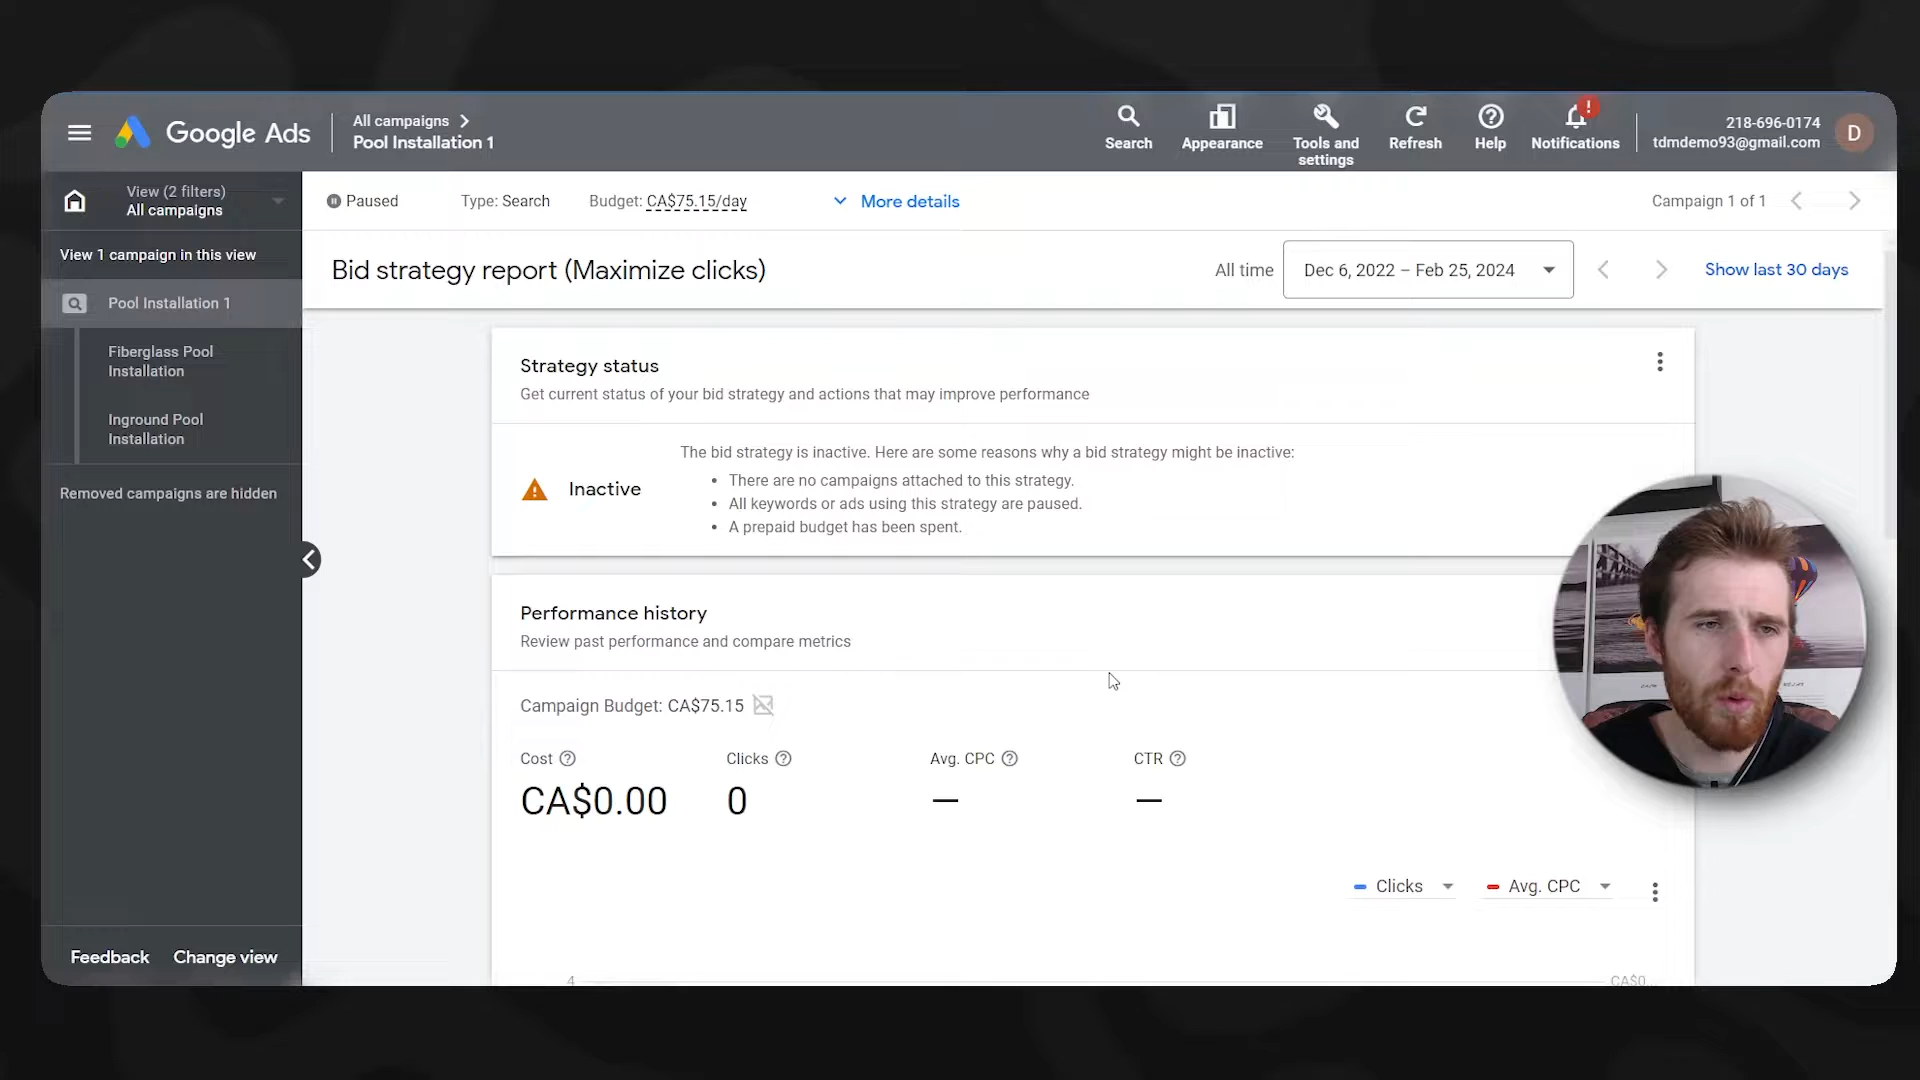 Google Ads
All campaigns
Pool Installation 1
Search
Appearance
Tools and
settings
Refresh
Help
Notifications
!
218-696-0174
tdmdemo93@gmail.com
D
View (2 filters)
All campaigns
View 1 campaign in this view
Pool Installation 1
Fiberglass Pool
Installation
Inground Pool
Installation
Removed campaigns are hidden
Feedback
Change view
Paused
Type: Search
Budget: CA$75.15/day
More details
Campaign 1 of 1
Bid strategy report (Maximize clicks)
All time
Dec 6, 2022 – Feb 25, 2024
Show last 30 days
Strategy status
Get current status of your bid strategy and actions that may improve performance
Inactive
The bid strategy is inactive. Here are some reasons why a bid strategy might be inactive:
• There are no campaigns attached to this strategy.
• All keywords or ads using this strategy are paused.
• A prepaid budget has been spent.
Performance history
Review past performance and compare metrics
Campaign Budget: CA$75.15
Cost
Clicks
Avg. CPC
CTR
CA$0.00
0
—
—
Clicks
Avg. CPC
4
CA$0...